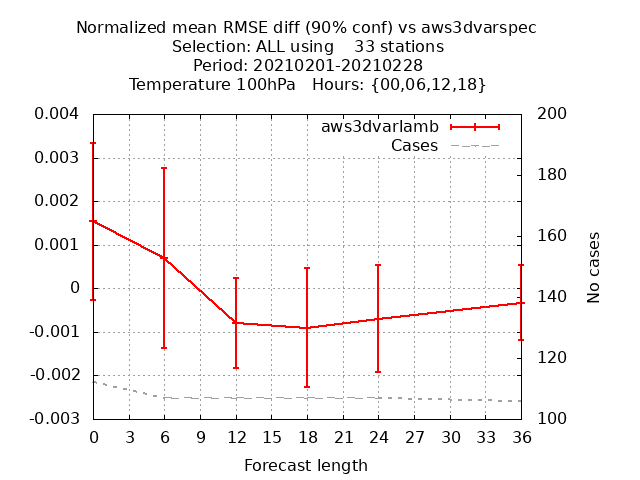 Normalized mean RMSE diff (90% conf) vs aws3dvarspec
Selection: ALL using    33 stations
Period: 20210201-20210228
Temperature 100hPa   Hours: {00,06,12,18}
0.004
0.003
0.002
0.001
0
-0.001
-0.002
-0.003
aws3dvarlamb
Cases
200
180
160
140
120
100
No cases
0 3 6 9 12 15 18 21 24 27 30 33 36
Forecast length